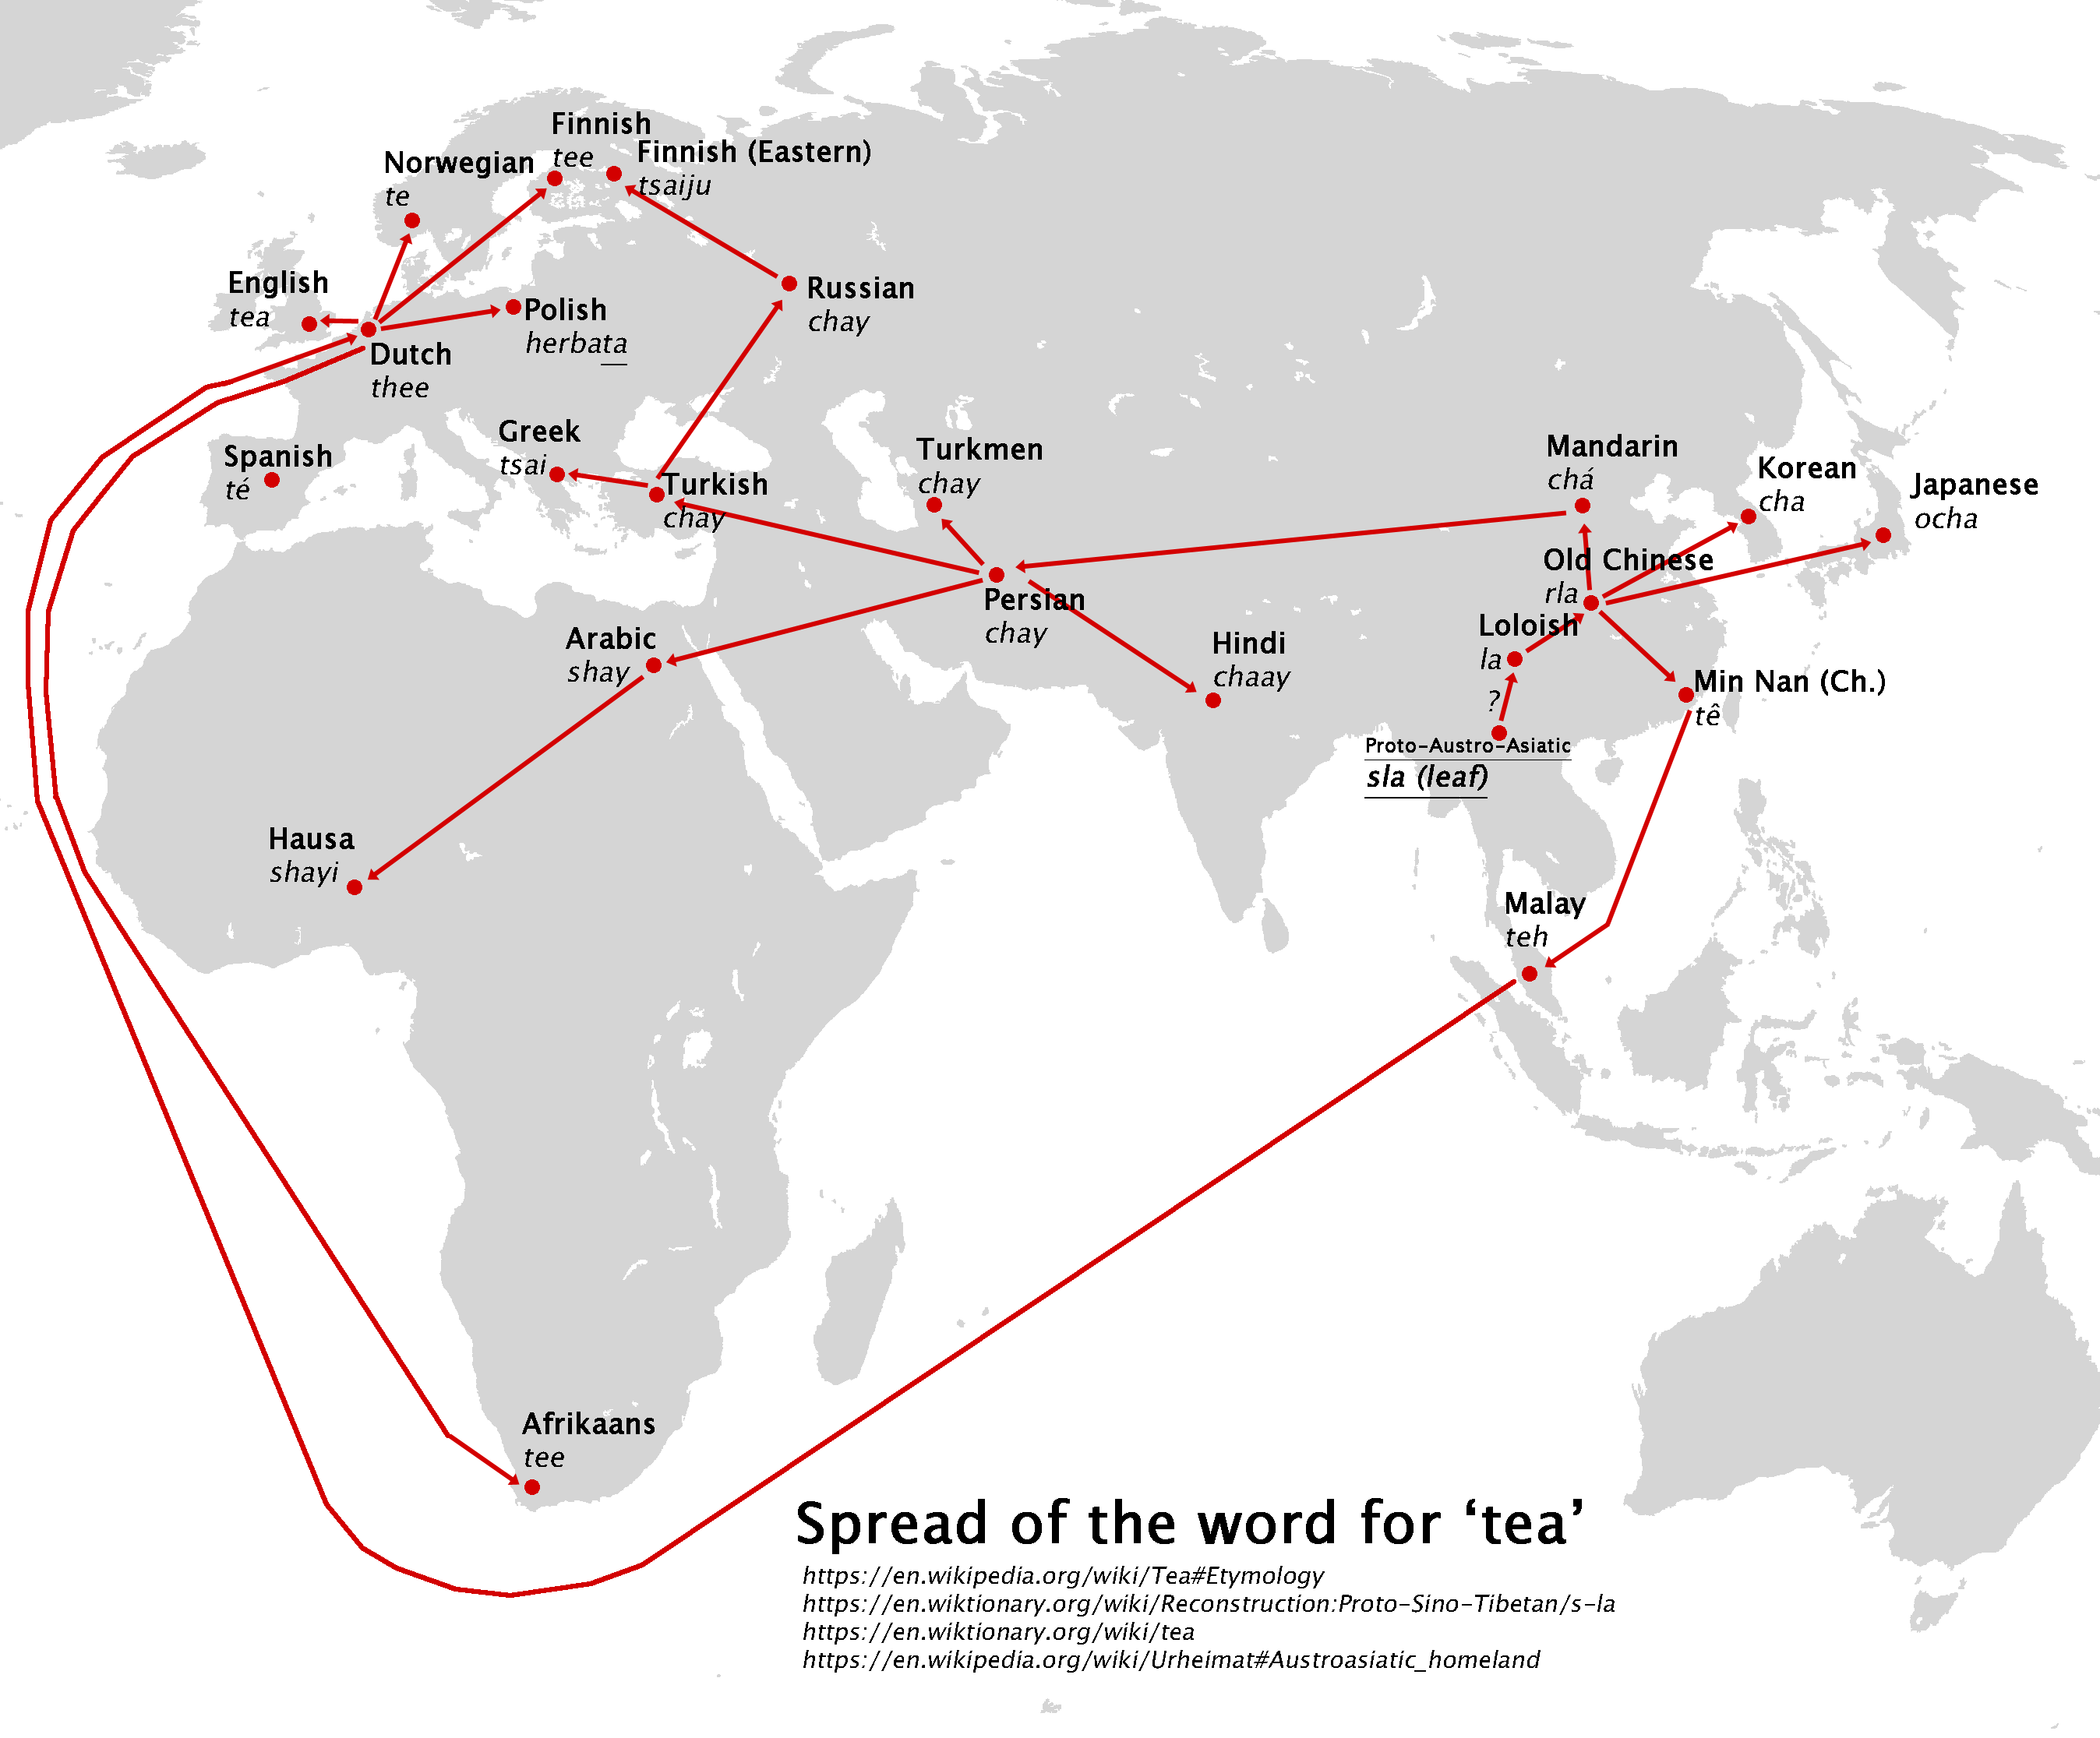 Finnish
tee
Finnish (Eastern)
tsaiju
Norwegian
te
English
tea
Polish
herbata
Dutch
thee
Russian
chay
Greek
tsai
Spanish
té
Turkish
chay
Turkmen
chay
Mandarin
chá
Korean
cha
Japanese
ocha
Old Chinese
rla
Persian
chay
Loloish
la
?
Arabic
shay
Hindi
chaay
Min Nan (Ch.)
tê
Proto-Austro-Asiatic
sla (leaf)
Hausa
shayi
Malay
teh
Afrikaans
tee
Spread of the word for ‘tea’
https://en.wikipedia.org/wiki/Tea#Etymology
https://en.wiktionary.org/wiki/Reconstruction:Proto-Sino-Tibetan/s-la
https://en.wiktionary.org/wiki/tea
https://en.wikipedia.org/wiki/Urheimat#Austroasiatic_homeland